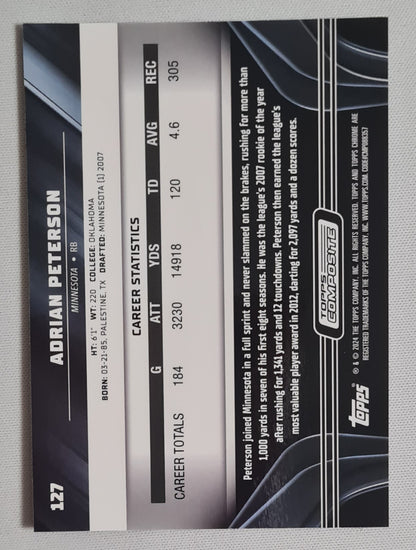 127
ADRIAN PETERSON
MINNESOTA • RB
HT: 6'1" WT: 220 COLLEGE: OKLAHOMA
BORN: 03-21-85, PALESTINE, TX DRAFTED: MINNESOTA (1) 2007
CAREER STATISTICS
G ATT YDS TD AVG REC
CAREER TOTALS 184 3230 14918 120 4.6 305
Peterson joined Minnesota in a full sprint and never slammed on the brakes, rushing for more than
1,000 yards in seven of his first eight seasons. He was the league's 2007 rookie of the year
after rushing for 1,341 yards and 12 touchdowns. Peterson then earned the league's
most valuable player award in 2012, darting for 2,097 yards and a dozen scores.
TOPPS
COMPOSITE
Topps
® & © 2024 THE TOPPS COMPANY, INC. ALL RIGHTS RESERVED. TOPPS AND TOPPS CHROME ARE
REGISTERED TRADEMARKS OF THE TOPPS COMPANY, INC. WWW.TOPPS.COM.